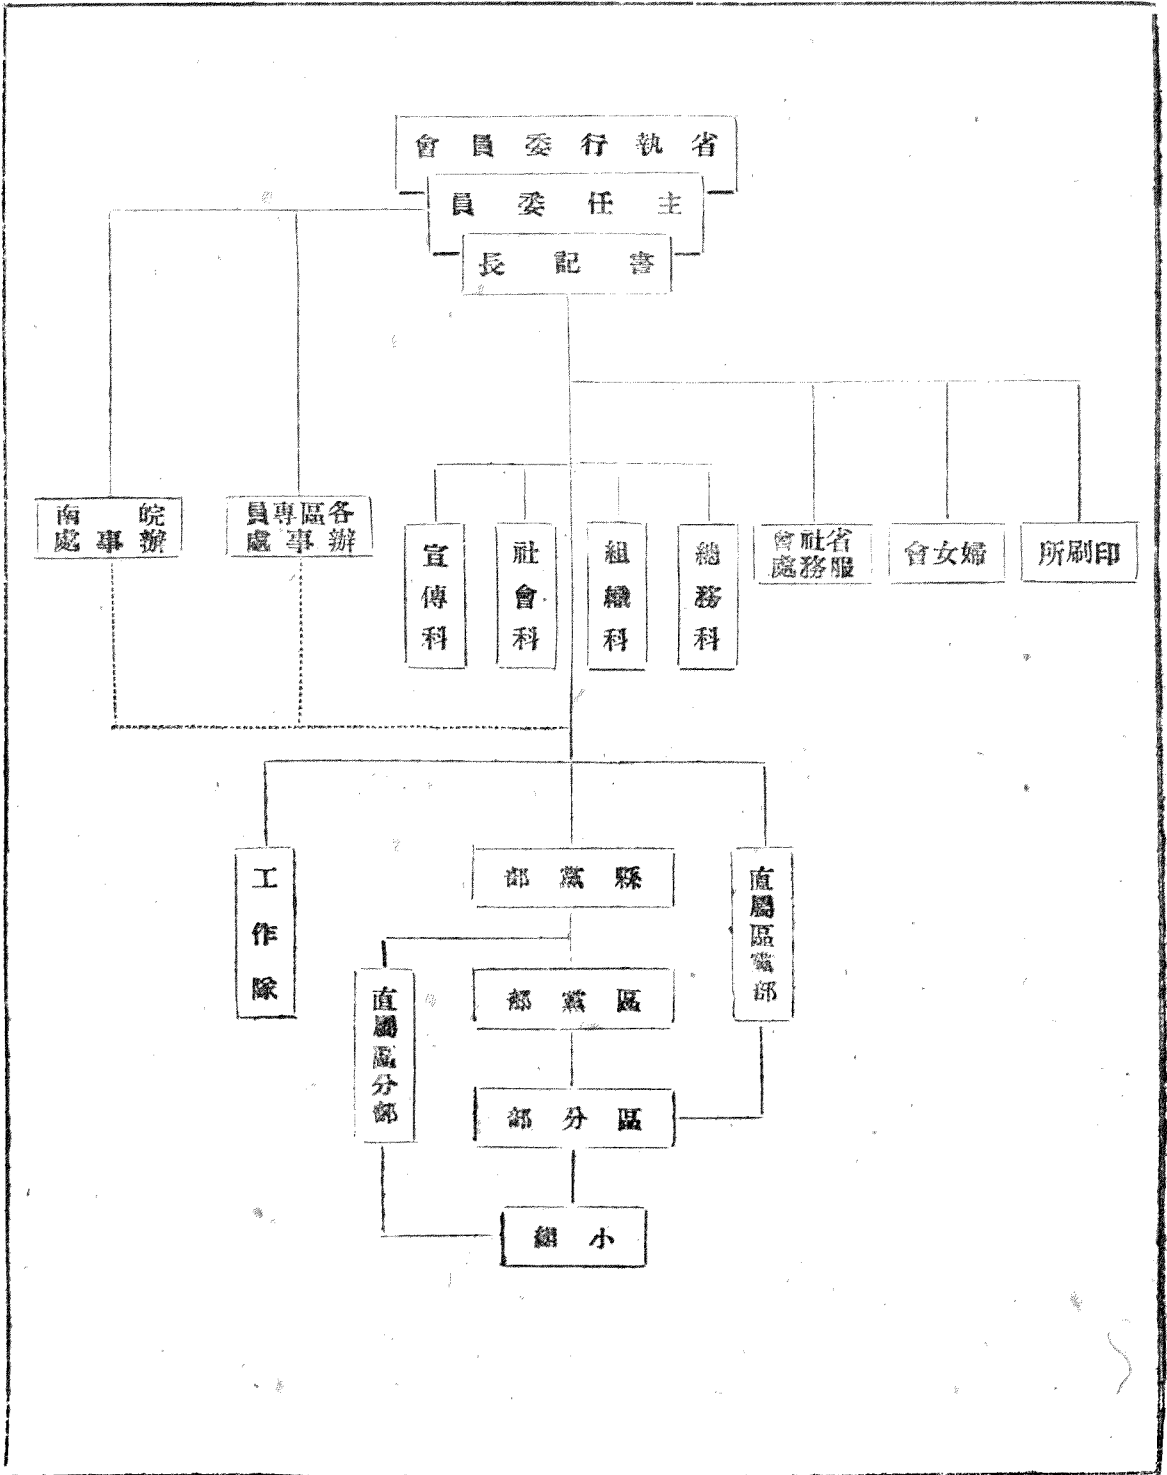 省執行委員會
主任委員
書記長
皖南
辦事處
各區專員
辦事處
宣傳科
社會科
組織科
總務科
省社會
服務處
婦女會
印刷所
工作隊
縣黨部
直屬區黨部
直屬區分部
區黨部
區分部
小組